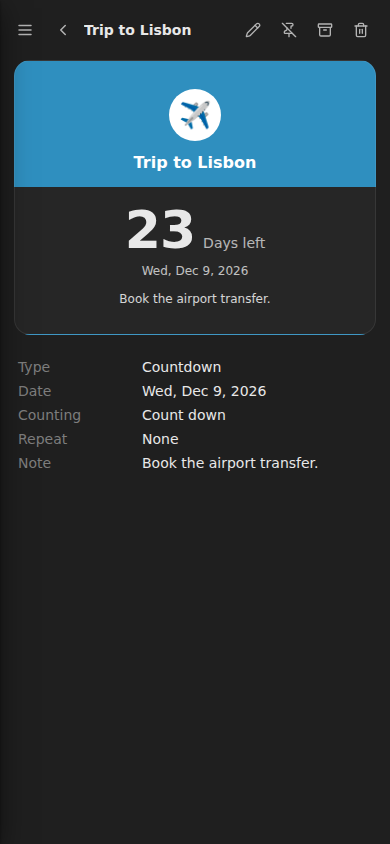 Trip to Lisbon
Trip to Lisbon
23 Days left
Wed, Dec 9, 2026
Book the airport transfer.
Type Countdown
Date Wed, Dec 9, 2026
Counting Count down
Repeat None
Note Book the airport transfer.